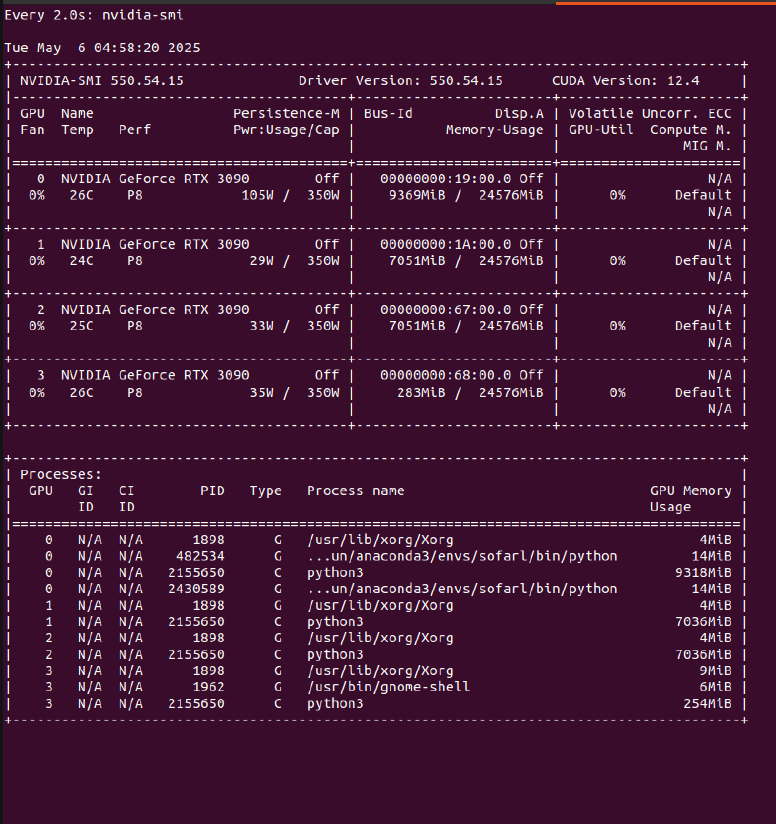 Every 2.0s: nvidia-smi
Tue May  6 04:58:20 2025
+-----------------------------------------------------------------------------------------+
| NVIDIA-SMI 550.54.15              Driver Version: 550.54.15      CUDA Version: 12.4     |
|-----------------------------------------+------------------------+----------------------+
| GPU  Name                 Persistence-M | Bus-Id          Disp.A | Volatile Uncorr. ECC |
| Fan  Temp   Perf          Pwr:Usage/Cap |           Memory-Usage | GPU-Util  Compute M. |
|                                         |                        |               MIG M. |
|=========================================+========================+======================|
|   0  NVIDIA GeForce RTX 3090        Off |   00000000:19:00.0 Off |                  N/A |
|  0%   26C    P8            105W /  350W |    9369MiB /  24576MiB |      0%      Default |
|                                         |                        |                  N/A |
+-----------------------------------------+------------------------+----------------------+
|   1  NVIDIA GeForce RTX 3090        Off |   00000000:1A:00.0 Off |                  N/A |
|  0%   24C    P8             29W /  350W |    7051MiB /  24576MiB |      0%      Default |
|                                         |                        |                  N/A |
+-----------------------------------------+------------------------+----------------------+
|   2  NVIDIA GeForce RTX 3090        Off |   00000000:67:00.0 Off |                  N/A |
|  0%   25C    P8             33W /  350W |    7051MiB /  24576MiB |      0%      Default |
|                                         |                        |                  N/A |
+-----------------------------------------+------------------------+----------------------+
|   3  NVIDIA GeForce RTX 3090        Off |   00000000:68:00.0 Off |                  N/A |
|  0%   26C    P8             35W /  350W |     283MiB /  24576MiB |      0%      Default |
|                                         |                        |                  N/A |
+-----------------------------------------+------------------------+----------------------+
+-----------------------------------------------------------------------------------------+
| Processes:                                                                              |
|  GPU   GI   CI        PID   Type   Process name                              GPU Memory |
|        ID   ID                                                               Usage      |
|=========================================================================================|
|    0   N/A  N/A      1898      G   /usr/lib/xorg/Xorg                              4MiB |
|    0   N/A  N/A    482534      G   ...un/anaconda3/envs/sofarl/bin/python         14MiB |
|    0   N/A  N/A   2155650      C   python3                                      9318MiB |
|    0   N/A  N/A   2430589      G   ...un/anaconda3/envs/sofarl/bin/python         14MiB |
|    1   N/A  N/A      1898      G   /usr/lib/xorg/Xorg                              4MiB |
|    1   N/A  N/A   2155650      C   python3                                      7036MiB |
|    2   N/A  N/A      1898      G   /usr/lib/xorg/Xorg                              4MiB |
|    2   N/A  N/A   2155650      C   python3                                      7036MiB |
|    3   N/A  N/A      1898      G   /usr/lib/xorg/Xorg                              9MiB |
|    3   N/A  N/A      1962      G   /usr/bin/gnome-shell                            6MiB |
|    3   N/A  N/A   2155650      C   python3                                       254MiB |
+-----------------------------------------------------------------------------------------+